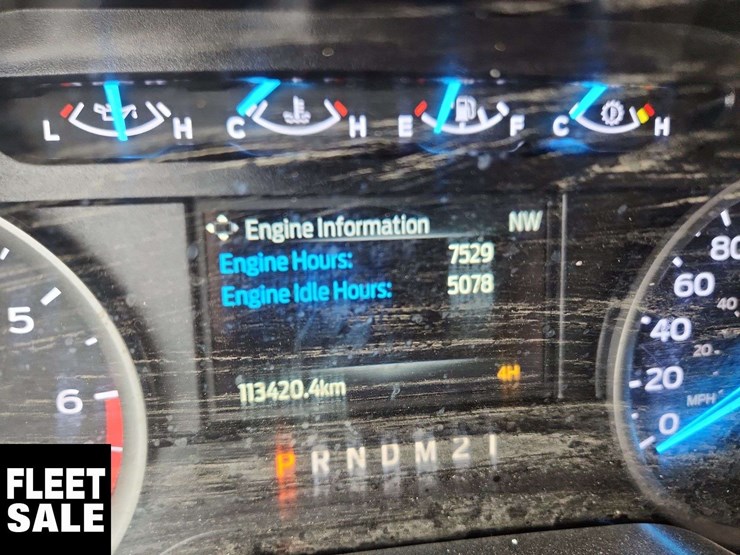 L H C H E F C H
Engine Information NW
Engine Hours: 7529
Engine Idle Hours: 5078
113420.4km 4H
P R N D M 2 1
5
6
80
60
40
40
20
20
MPH
0
FLEET
SALE